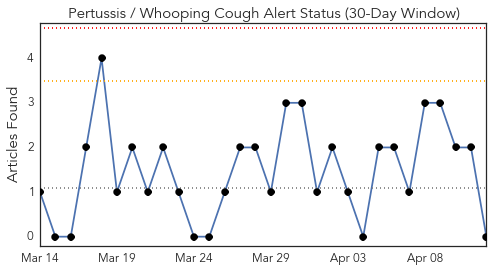 Pertussis / Whooping Cough Alert Status (30-Day Window)
Articles Found
4
3
2
1
0
Mar 14 Mar 19 Mar 24 Mar 29 Apr 03 Apr 08